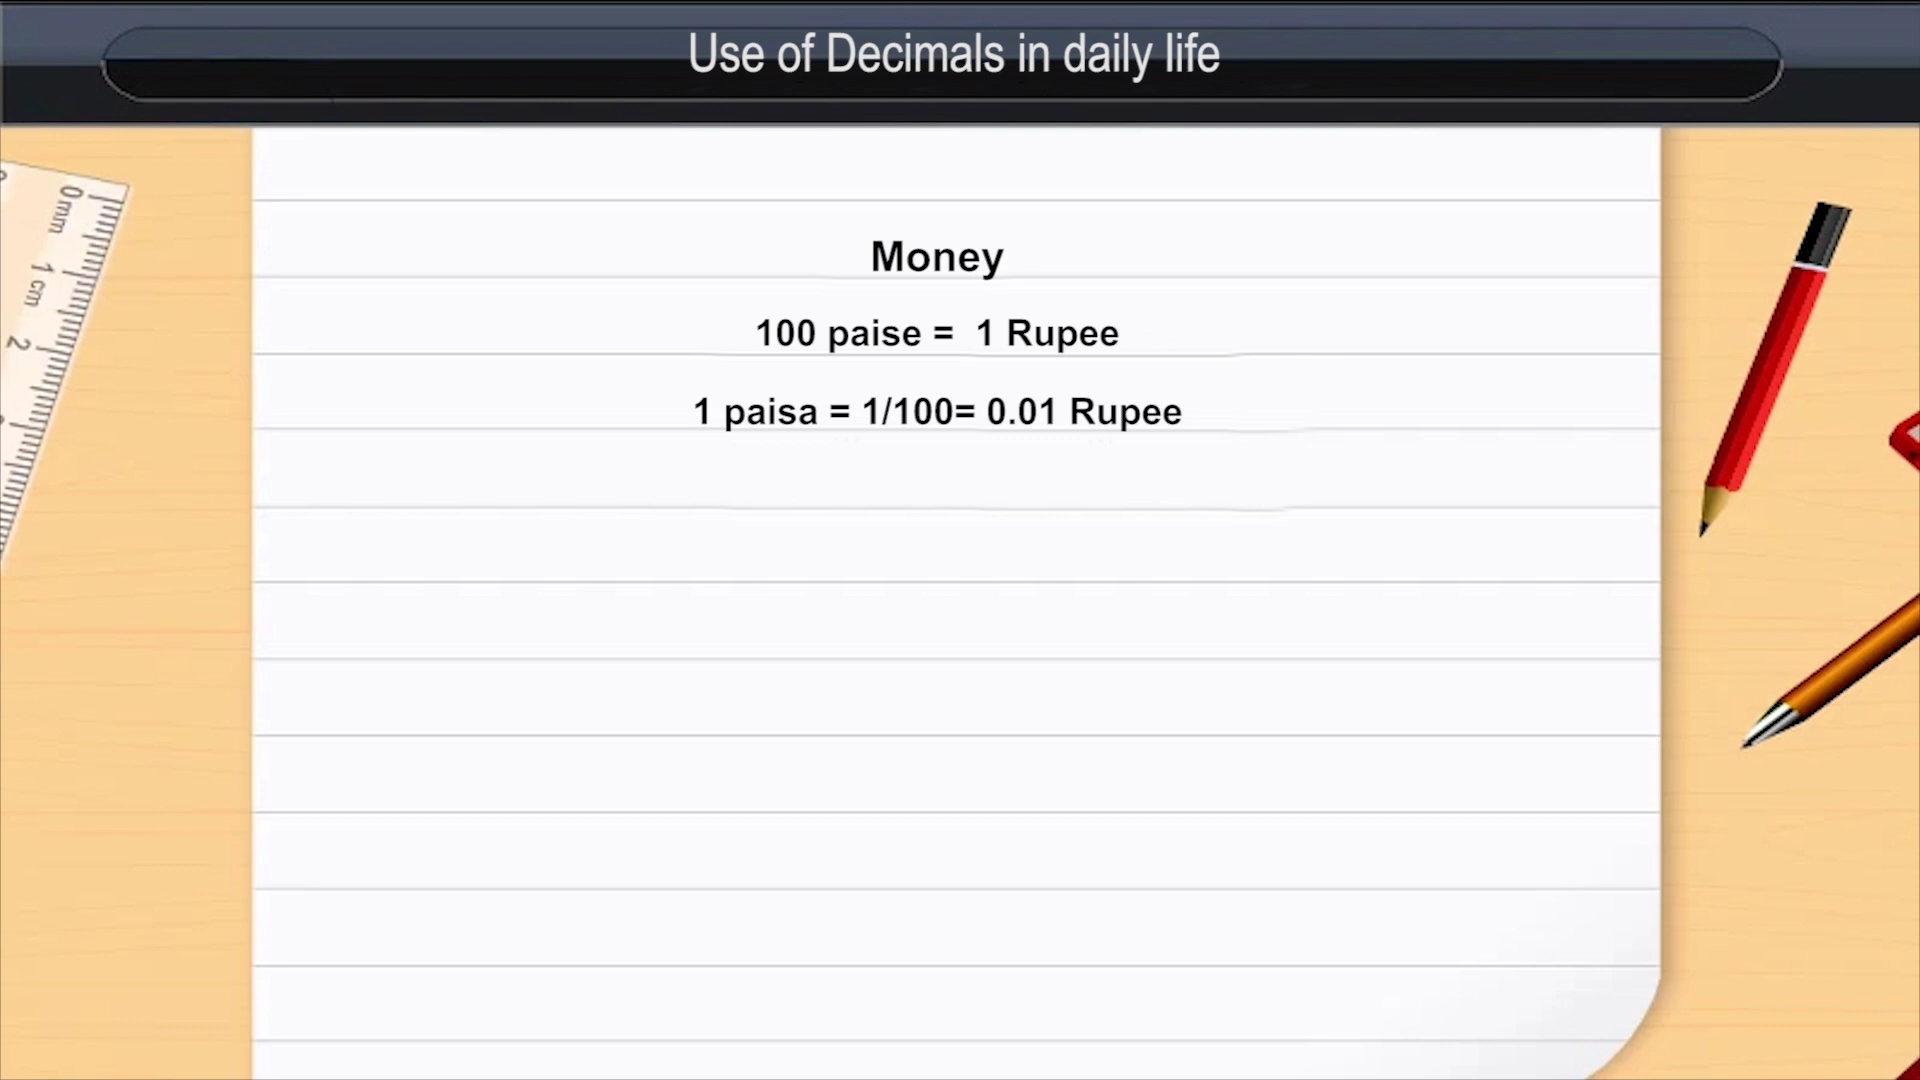 Use of Decimals in daily life
Money
100 paise = 1 Rupee
1 paisa = 1/100= 0.01 Rupee
0mm
1 cm
2